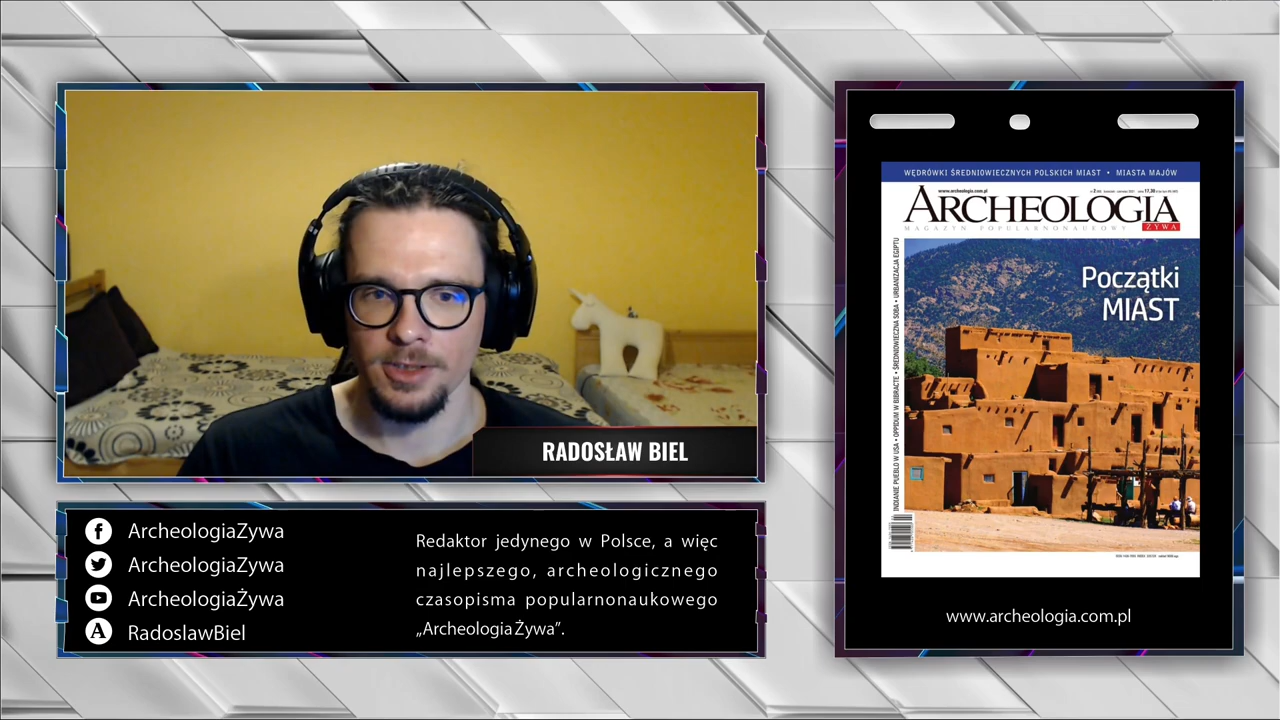 RADOSŁAW BIEL
ArcheologiaZywa
ArcheologiaZywa
ArcheologiaŻywa
RadoslawBiel
Redaktor jedynego w Polsce, a więc
najlepszego, archeologicznego
czasopisma popularnonaukowego
„Archeologia Żywa”.
WĘDRÓWKI ŚREDNIOWIECZNYCH POLSKICH MIAST • MIASTA MAJÓW
www.archeologia.com.pl
ARCHEOLOGIA
MAGAZYN POPULARNONAUKOWY ŻYWA
Początki
MIAST
INDIANIE PUEBLO W USA • OPPIDUM W BIBRACTE • ŚREDNIOWIECZNA SOBA • URBANIZACJA EGIPTU
www.archeologia.com.pl